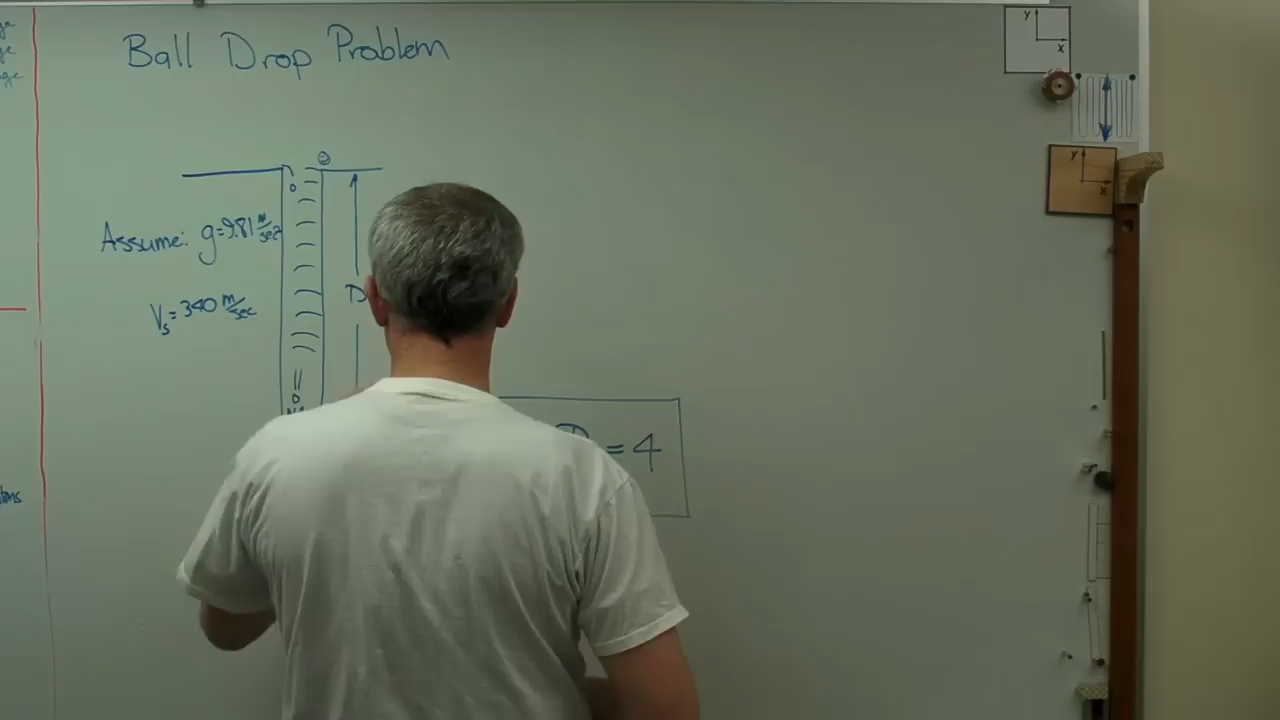 Ball Drop Problem
Assume: g=9.81 m/sec²
Vs=340 m/sec
D
= 4
y
x
y
x